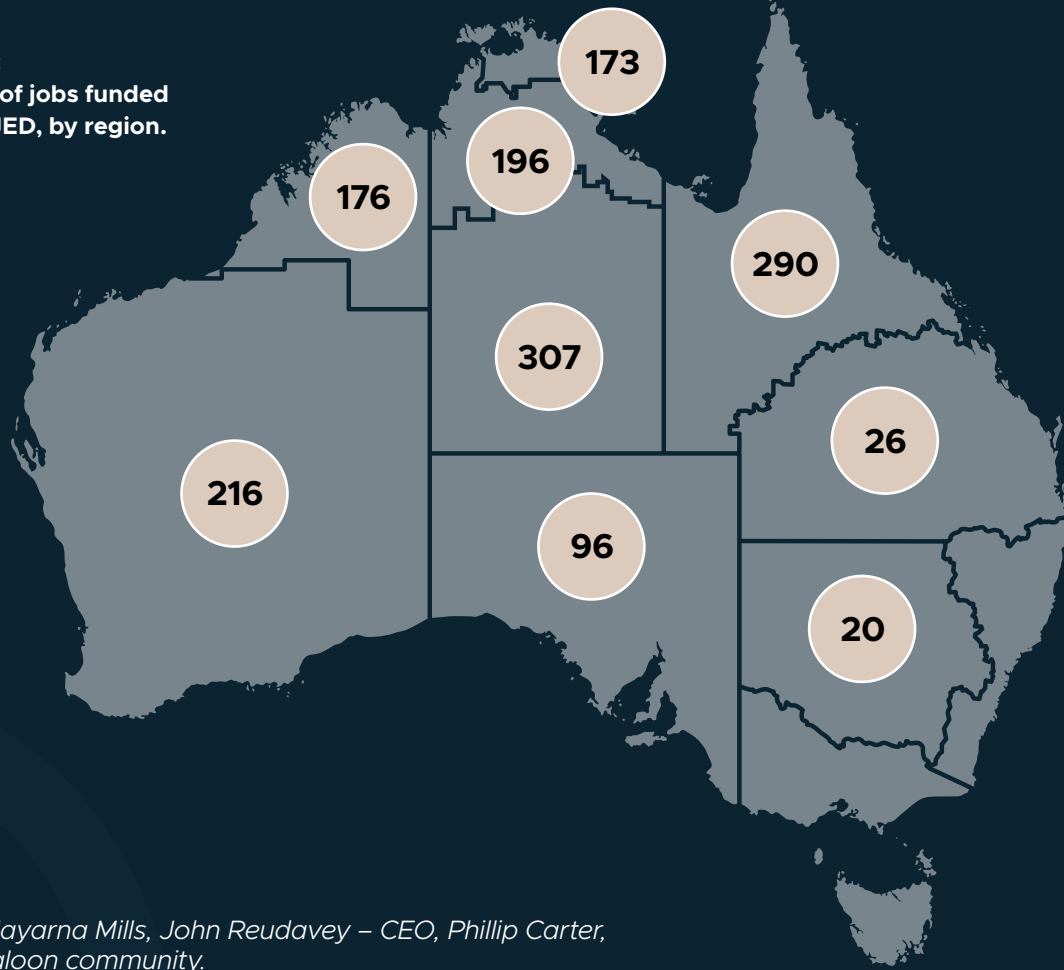 of jobs funded
JED, by region.
173
196
176
290
307
26
216
96
20
ayarna Mills, John Reudavey – CEO, Phillip Carter,
aloon community.